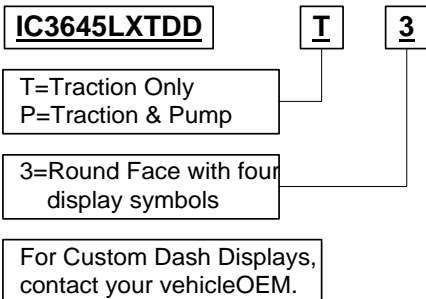 IC3645LXTDD T 3
T=Traction Only
P=Traction & Pump
3=Round Face with four
display symbols
For Custom Dash Displays,
contact your vehicleOEM.